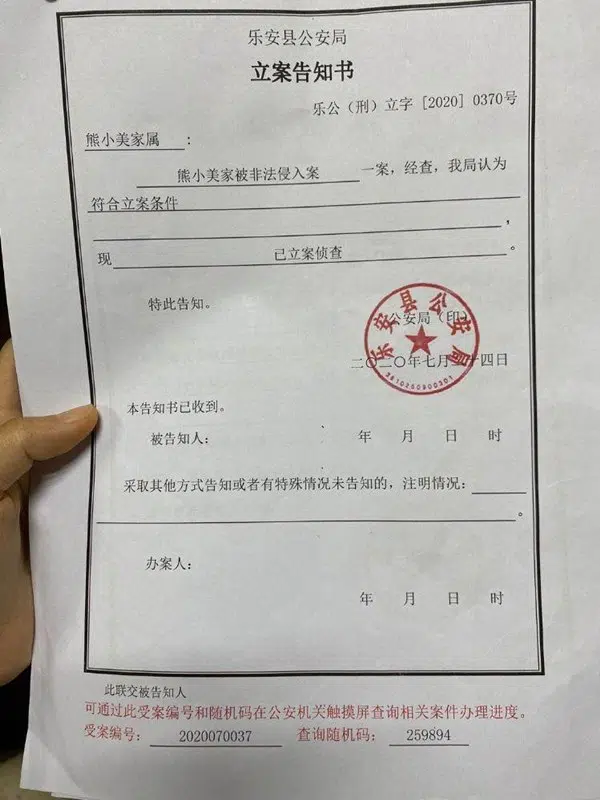 乐安县公安局
立案告知书
乐公（刑）立字 [2020] 0370号
熊小美家属 ：
熊小美家被非法侵入案 一案，经查，我局认为
符合立案条件
，
现 已立案侦查 。
特此告知。
公安局（印）
乐安县公安局
二〇二〇年七月 十四日
本告知书已收到。
被告知人： 年 月 日 时
采取其他方式告知或者有特殊情况未告知的，注明情况：
。
办案人：
年 月 日 时
此联交被告知人
可通过此受案编号和随机码在公安机关触摸屏查询相关案件办理进度。
受案编号： 2020070037 查询随机码： 259894